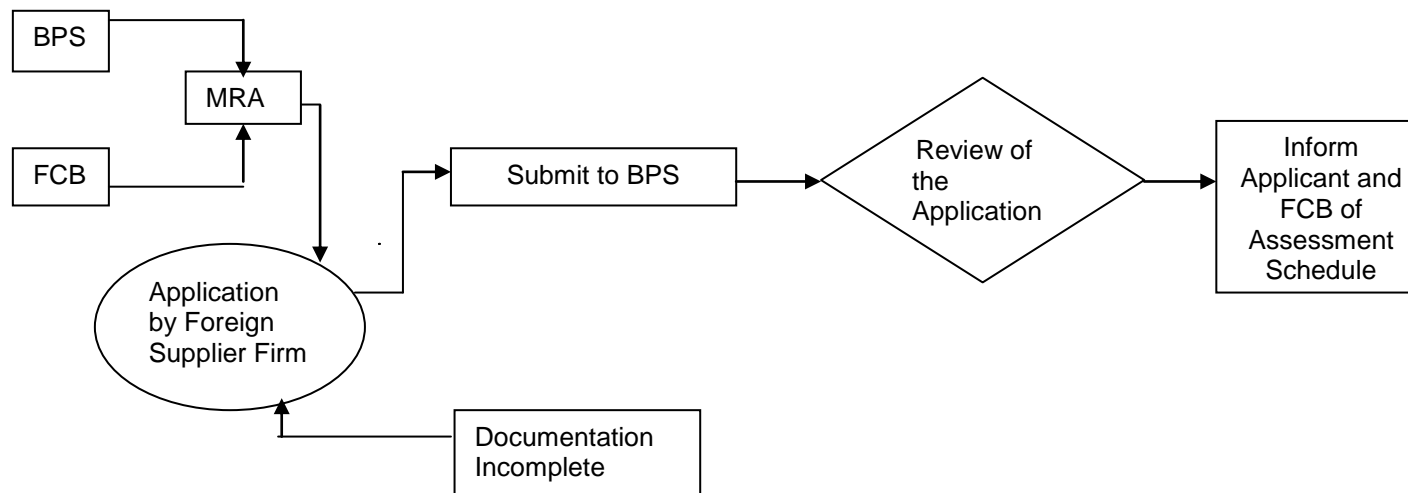 BPS
MRA
FCB
Submit to BPS
Review of
the
Application
Inform
Applicant and
FCB of
Assessment
Schedule
Application
by Foreign
Supplier Firm
Documentation
Incomplete